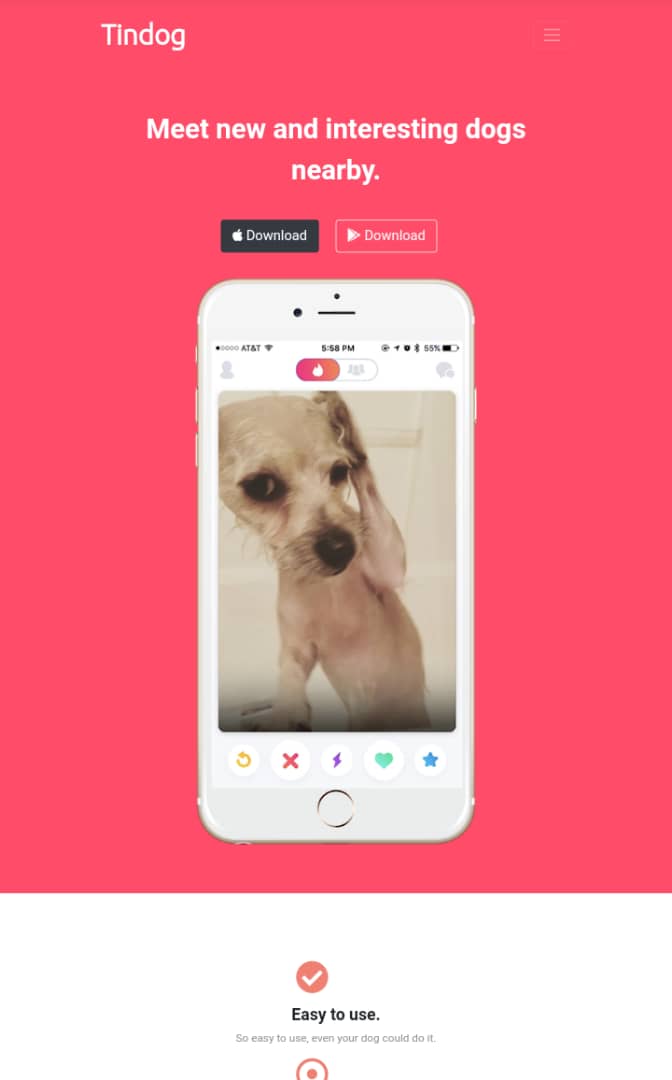 Tindog
Meet new and interesting dogs
nearby.
Download
Download
AT&T 5:58 PM 55%
Easy to use.
So easy to use, even your dog could do it.